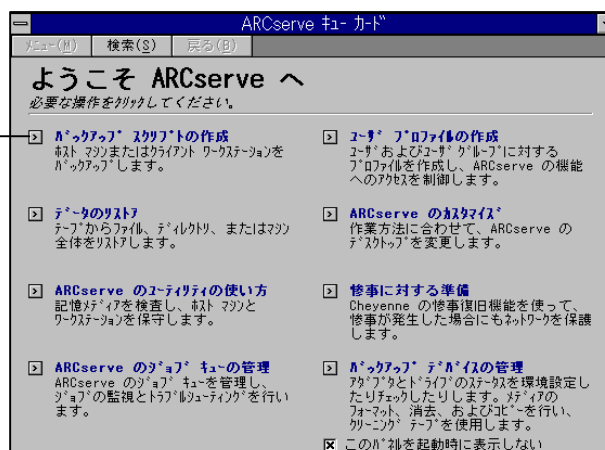 ARCserve ｷｭｰ ｶｰﾄﾞ
ﾒﾆｭｰ(M)
検索(S)
戻る(B)
ようこそ ARCserve へ
必要な操作をｸﾘｯｸしてください。
ﾊﾞｯｸｱｯﾌﾟ ｽｸﾘﾌﾟﾄの作成
ﾎｽﾄ ﾏｼﾝまたはｸﾗｲｱﾝﾄ ﾜｰｸｽﾃｰｼｮﾝを
ﾊﾞｯｸｱｯﾌﾟします。
ﾃﾞｰﾀのﾘｽﾄｱ
ﾃｰﾌﾟからﾌｧｲﾙ、ﾃﾞｨﾚｸﾄﾘ、またはﾏｼﾝ
全体をﾘｽﾄｱします。
ARCserve のﾕｰﾃｨﾘﾃｨの使い方
記憶ﾒﾃﾞｨｱを検査し、ﾎｽﾄ ﾏｼﾝと
ﾜｰｸｽﾃｰｼｮﾝを保守します。
ARCserve のｼﾞｮﾌﾞ ｷｭｰの管理
ARCserve のｼﾞｮﾌﾞ ｷｭｰを管理し、
ｼﾞｮﾌﾞの監視とﾄﾗﾌﾞﾙｼｭｰﾃｨﾝｸﾞを行い
ます。
ﾕｰｻﾞ ﾌﾟﾛﾌｧｲﾙの作成
ﾕｰｻﾞおよびﾕｰｻﾞ ｸﾞﾙｰﾌﾟに対する
ﾌﾟﾛﾌｧｲﾙを作成し、ARCserve の機能
へのｱｸｾｽを制御します。
ARCserve のｶｽﾀﾏｲｽﾞ
作業方法に合わせて、ARCserve の
ﾃﾞｽｸﾄｯﾌﾟを変更します。
惨事に対する準備
Cheyenne の惨事復旧機能を使って、
惨事が発生した場合にもﾈｯﾄﾜｰｸを保護
します。
ﾊﾞｯｸｱｯﾌﾟ ﾃﾞﾊﾞｲｽの管理
ｱﾀﾞﾌﾟﾀとﾄﾞﾗｲﾌﾞのｽﾃｰﾀｽを環境設定し
たりﾁｪｯｸしたりします。ﾒﾃﾞｨｱの
ﾌｫｰﾏｯﾄ、消去、およびｺﾋﾟｰを行い、
ｸﾘｰﾆﾝｸﾞ ﾃｰﾌﾟを使用します。
このﾊﾟﾈﾙを起動時に表示しない